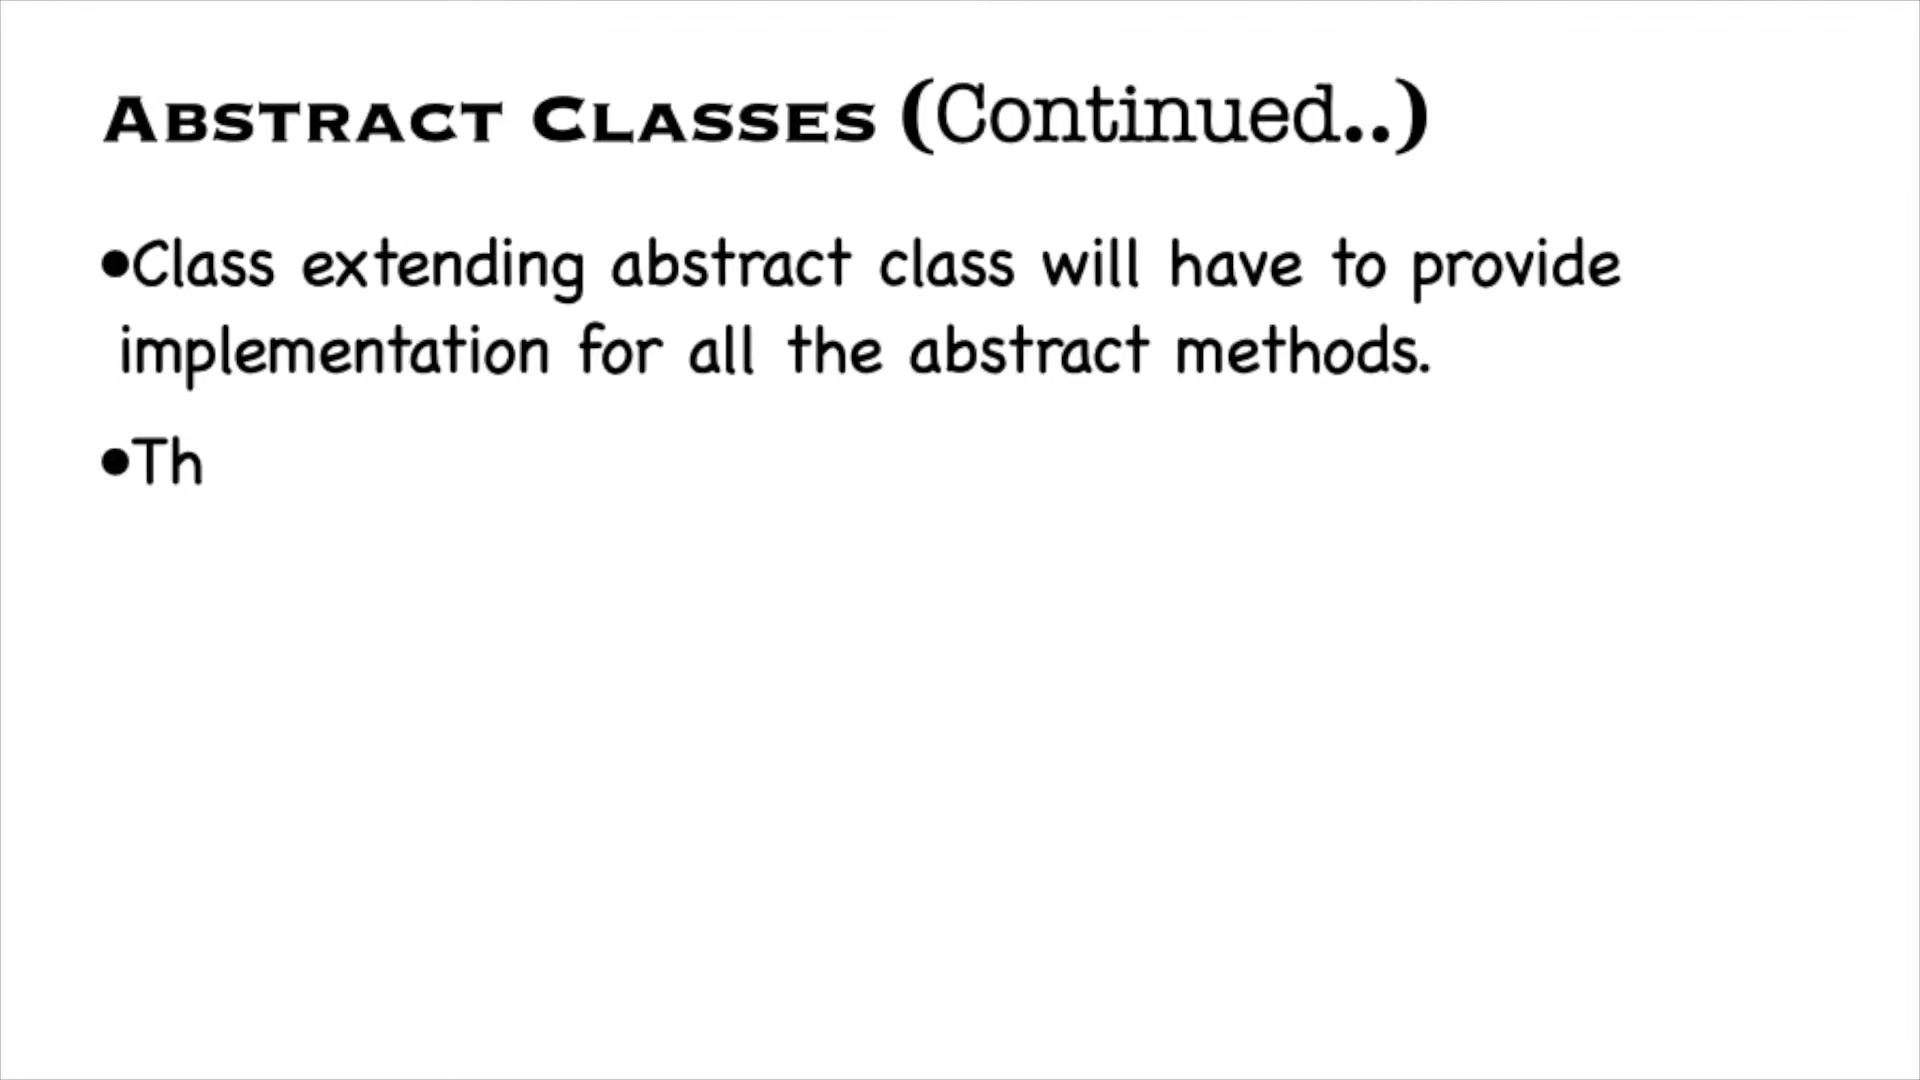 Abstract Classes (Continued..)
•Class extending abstract class will have to provide
implementation for all the abstract methods.
•Th